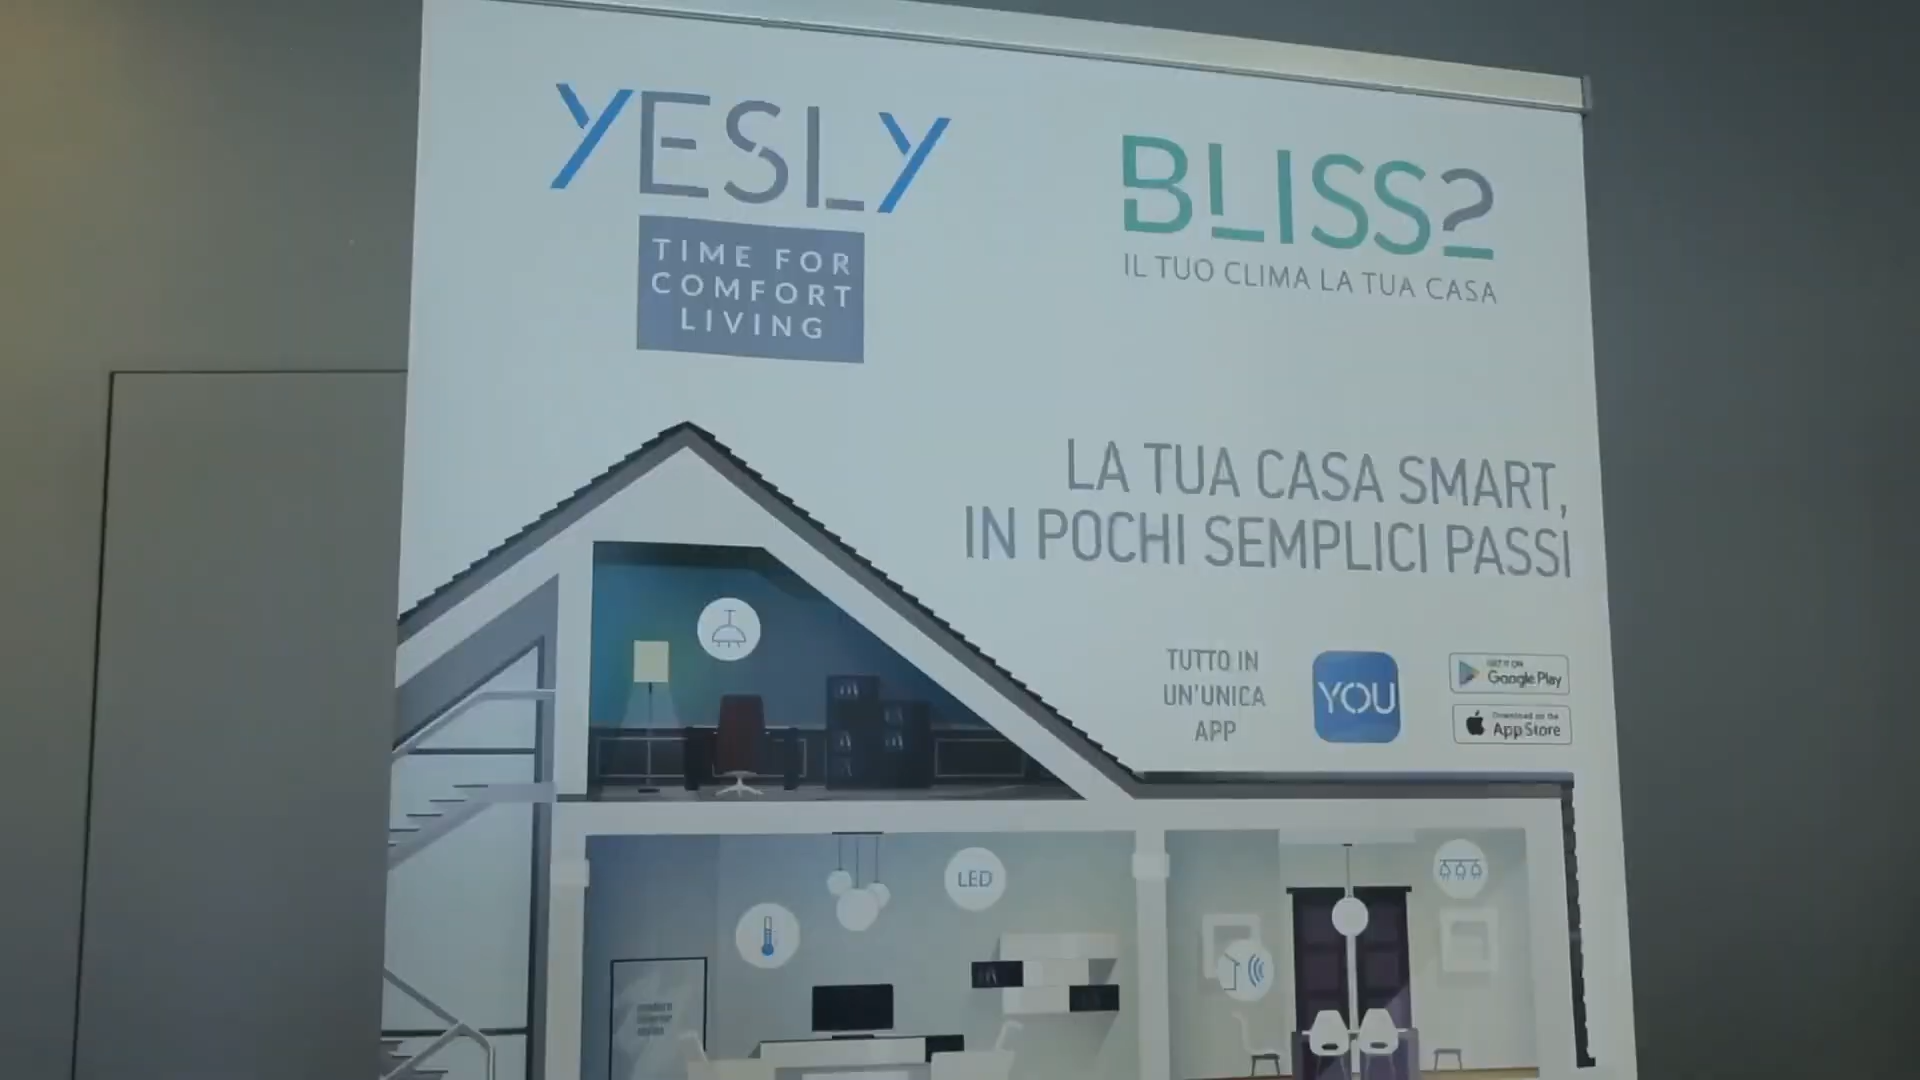 YESLY
TIME FOR
COMFORT
LIVING
BLISS2
IL TUO CLIMA LA TUA CASA
LA TUA CASA SMART,
IN POCHI SEMPLICI PASSI
TUTTO IN
UN'UNICA
APP
YOU
GET IT ON
Google Play
Download on the
App Store
LED